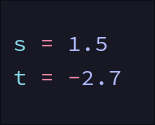 s = 1.5
t = -2.7